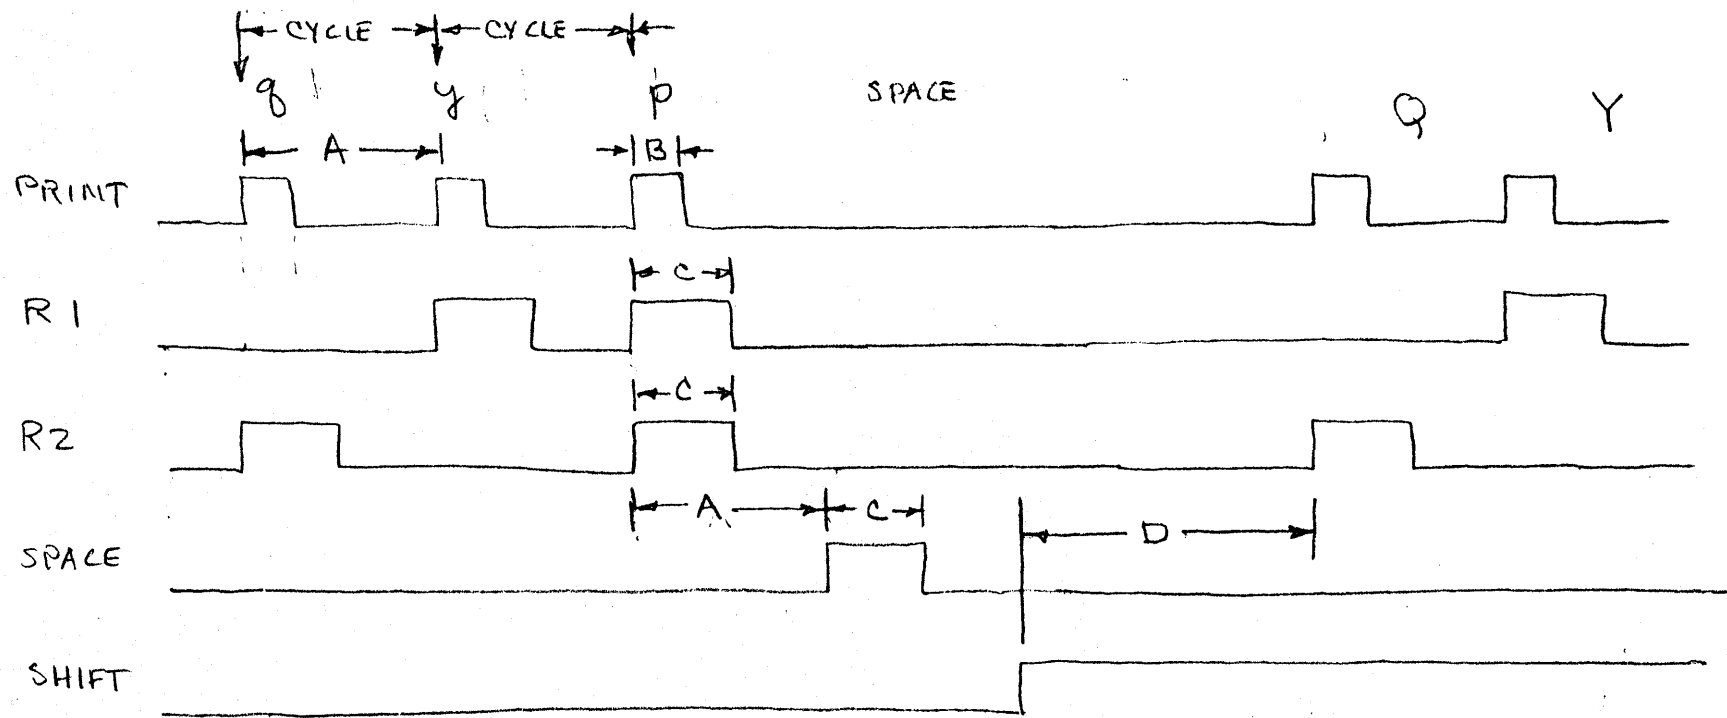 CYCLE CYCLE
q y p SPACE Q Y
A B
PRINT
C
R1
C
R2
A C D
SPACE
SHIFT